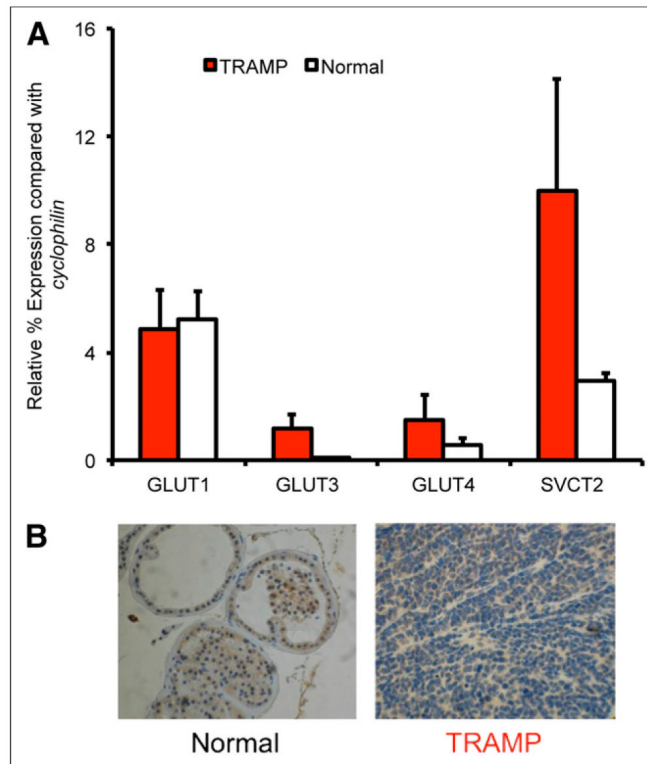 A
Relative % Expression compared with
cyclophilin
16
12
8
4
0
TRAMP Normal
GLUT1 GLUT3 GLUT4 SVCT2
B
Normal TRAMP